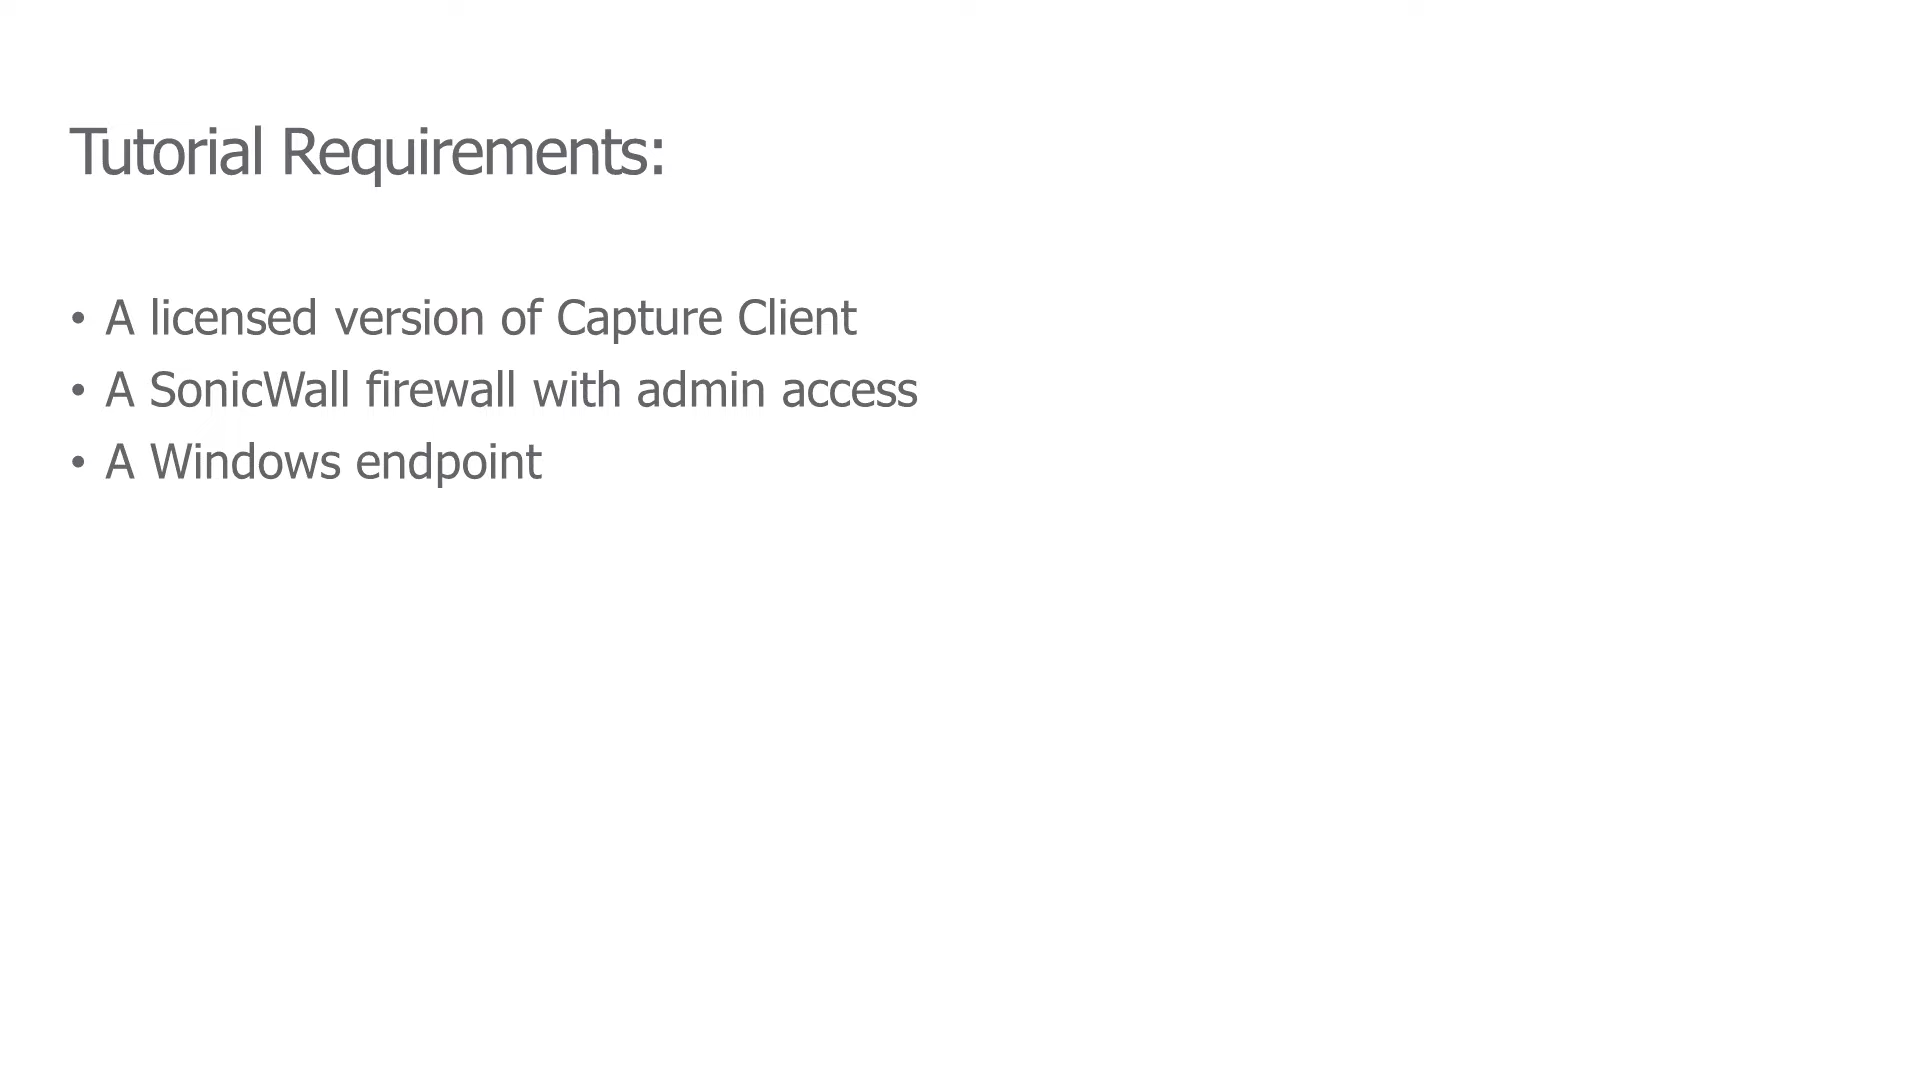 Tutorial Requirements:
• A licensed version of Capture Client
• A SonicWall firewall with admin access
• A Windows endpoint